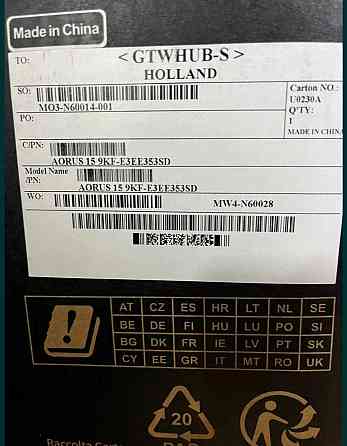 Made in China
TO: < GTWHUB-S >
HOLLAND
SO:
MO3-N60014-001
Carton NO.:
U0230A
PO:
Q'TY:
1
MADE IN CHINA
C/PN:
AORUS 15 9KF-E3EE353SD
Model Name
/PN:
AORUS 15 9KF-E3EE353SD
WO:
MW4-N60028
AT CZ ES HR LT NL SE
BE DE FI HU LU PO SI
BG DK FR IE LV PT SK
CY EE GR IT MT RO UK
20
PAP
Raccolta Carta